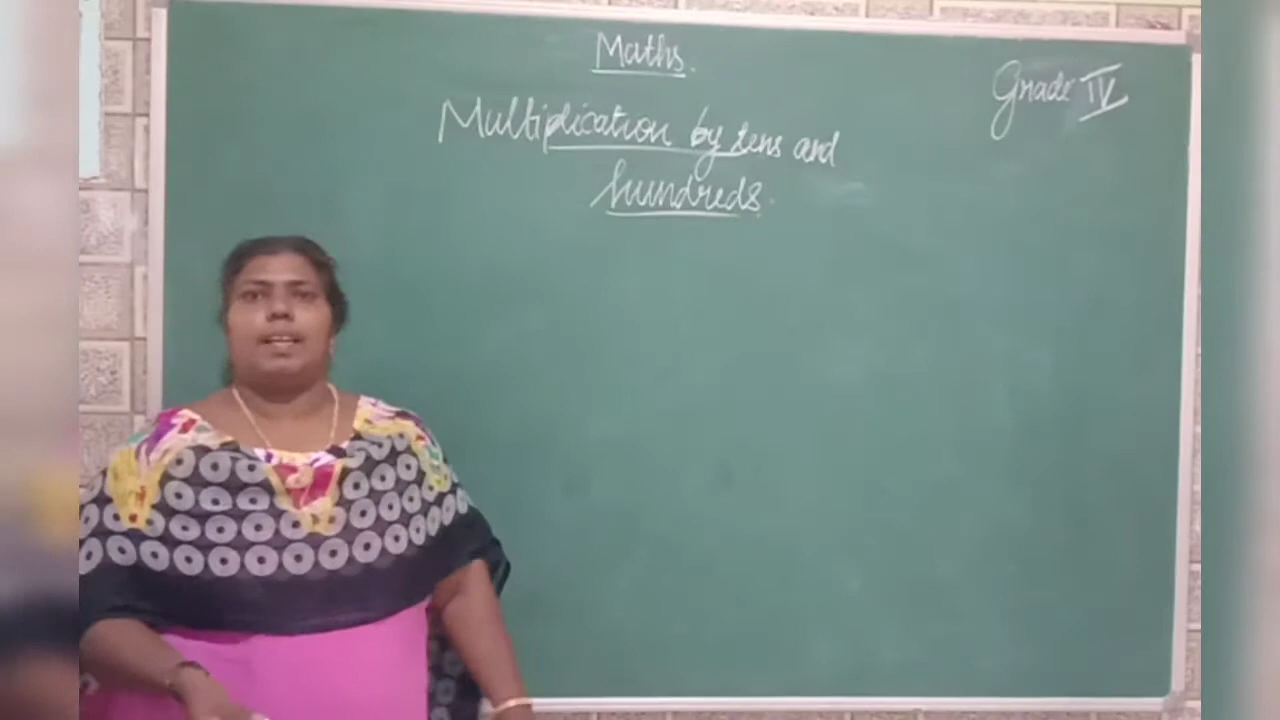 Maths.
Grade IV
Multiplication by tens and
hundreds.